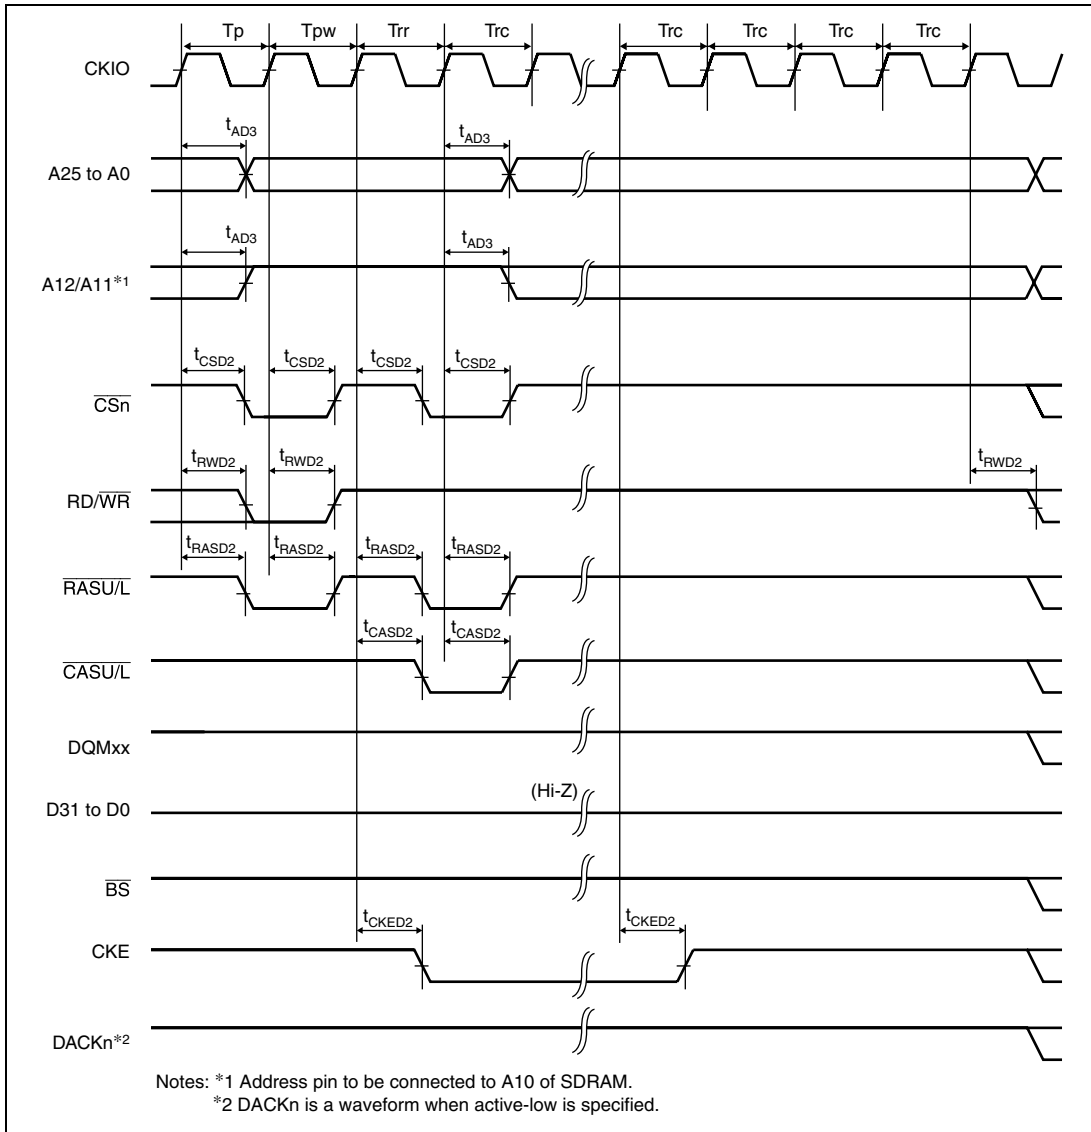 Tp Tpw Trr Trc Trc Trc Trc Trc
CKIO
tAD3 tAD3
A25 to A0
tAD3 tAD3
A12/A11*1
tCSD2 tCSD2 tCSD2 tCSD2
CSn
tRWD2 tRWD2 tRWD2
RD/WR
tRASD2 tRASD2 tRASD2 tRASD2
RASU/L
tCASD2 tCASD2
CASU/L
DQMxx
(Hi-Z)
D31 to D0
BS
tCKED2 tCKED2
CKE
DACKn*2
Notes: *1 Address pin to be connected to A10 of SDRAM.
*2 DACKn is a waveform when active-low is specified.